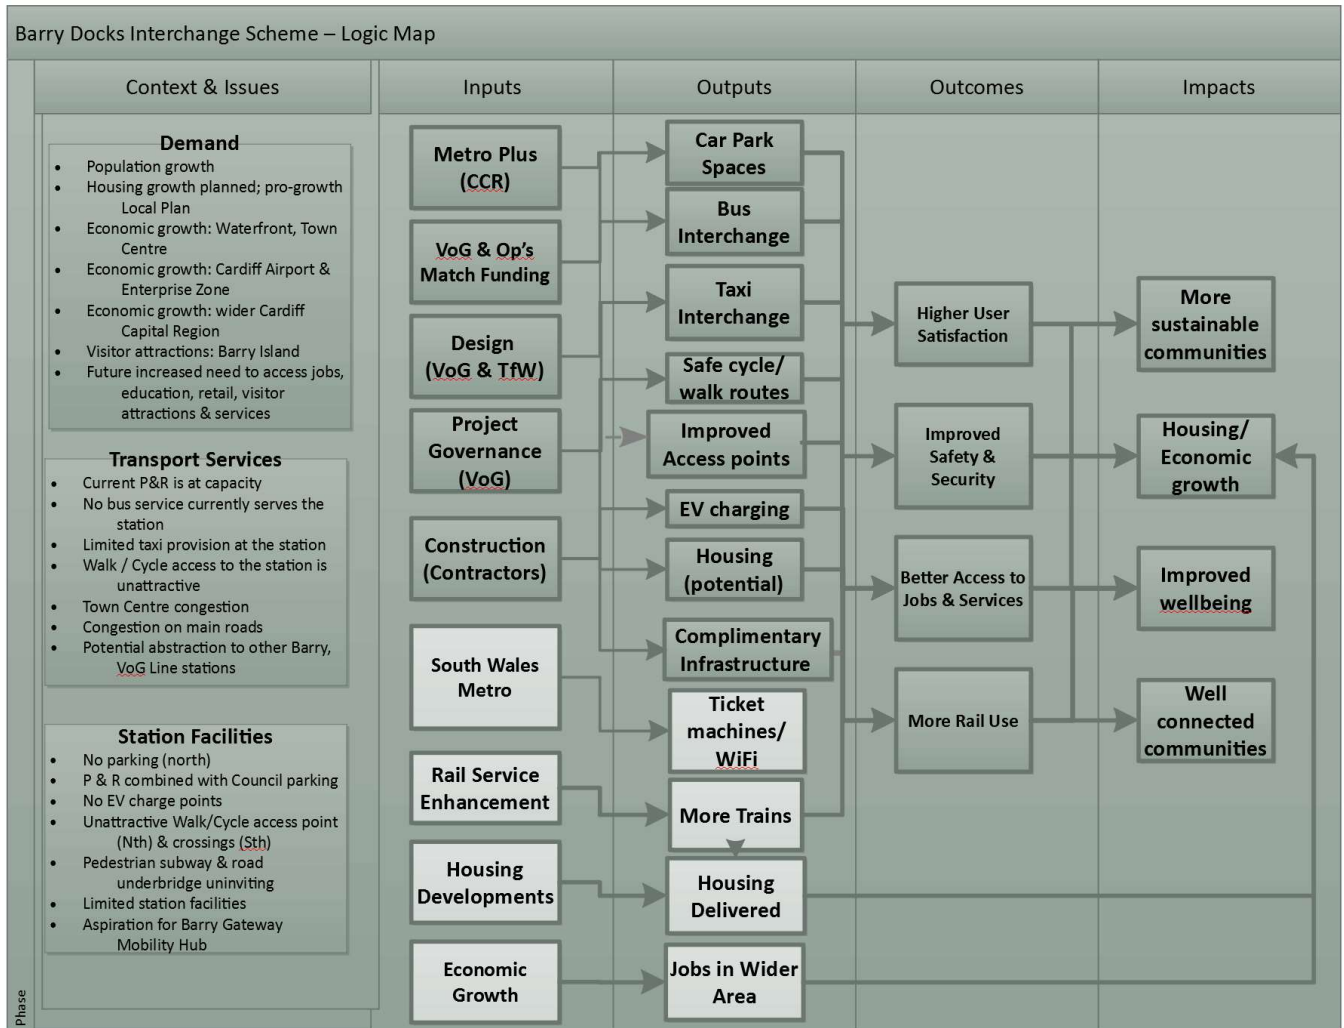 Barry Docks Interchange Scheme – Logic Map
Context & Issues
Inputs
Outputs
Outcomes
Impacts
Demand
• Population growth
• Housing growth planned; pro-growth
Local Plan
• Economic growth: Waterfront, Town
Centre
• Economic growth: Cardiff Airport &
Enterprise Zone
• Economic growth: wider Cardiff
Capital Region
• Visitor attractions: Barry Island
• Future increased need to access jobs,
education, retail, visitor
attractions & services
Transport Services
• Current P&R is at capacity
• No bus service currently serves the
station
• Limited taxi provision at the station
• Walk / Cycle access to the station is
unattractive
• Town Centre congestion
• Congestion on main roads
• Potential abstraction to other Barry,
VoG Line stations
Station Facilities
• No parking (north)
• P & R combined with Council parking
• No EV charge points
• Unattractive Walk/Cycle access point
(Nth) & crossings (Sth)
• Pedestrian subway & road
underbridge uninviting
• Limited station facilities
• Aspiration for Barry Gateway
Mobility Hub
Metro Plus
(CCR)
VoG & Op's
Match Funding
Design
(VoG & TfW)
Project
Governance
(VoG)
Construction
(Contractors)
South Wales
Metro
Rail Service
Enhancement
Housing
Developments
Economic
Growth
Car Park
Spaces
Bus
Interchange
Taxi
Interchange
Safe cycle/
walk routes
Improved
Access points
EV charging
Housing
(potential)
Complimentary
Infrastructure
Ticket
machines/
WiFi
More Trains
Housing
Delivered
Jobs in Wider
Area
Higher User
Satisfaction
Improved
Safety &
Security
Better Access to
Jobs & Services
More Rail Use
More
sustainable
communities
Housing/
Economic
growth
Improved
wellbeing
Well
connected
communities
Phase